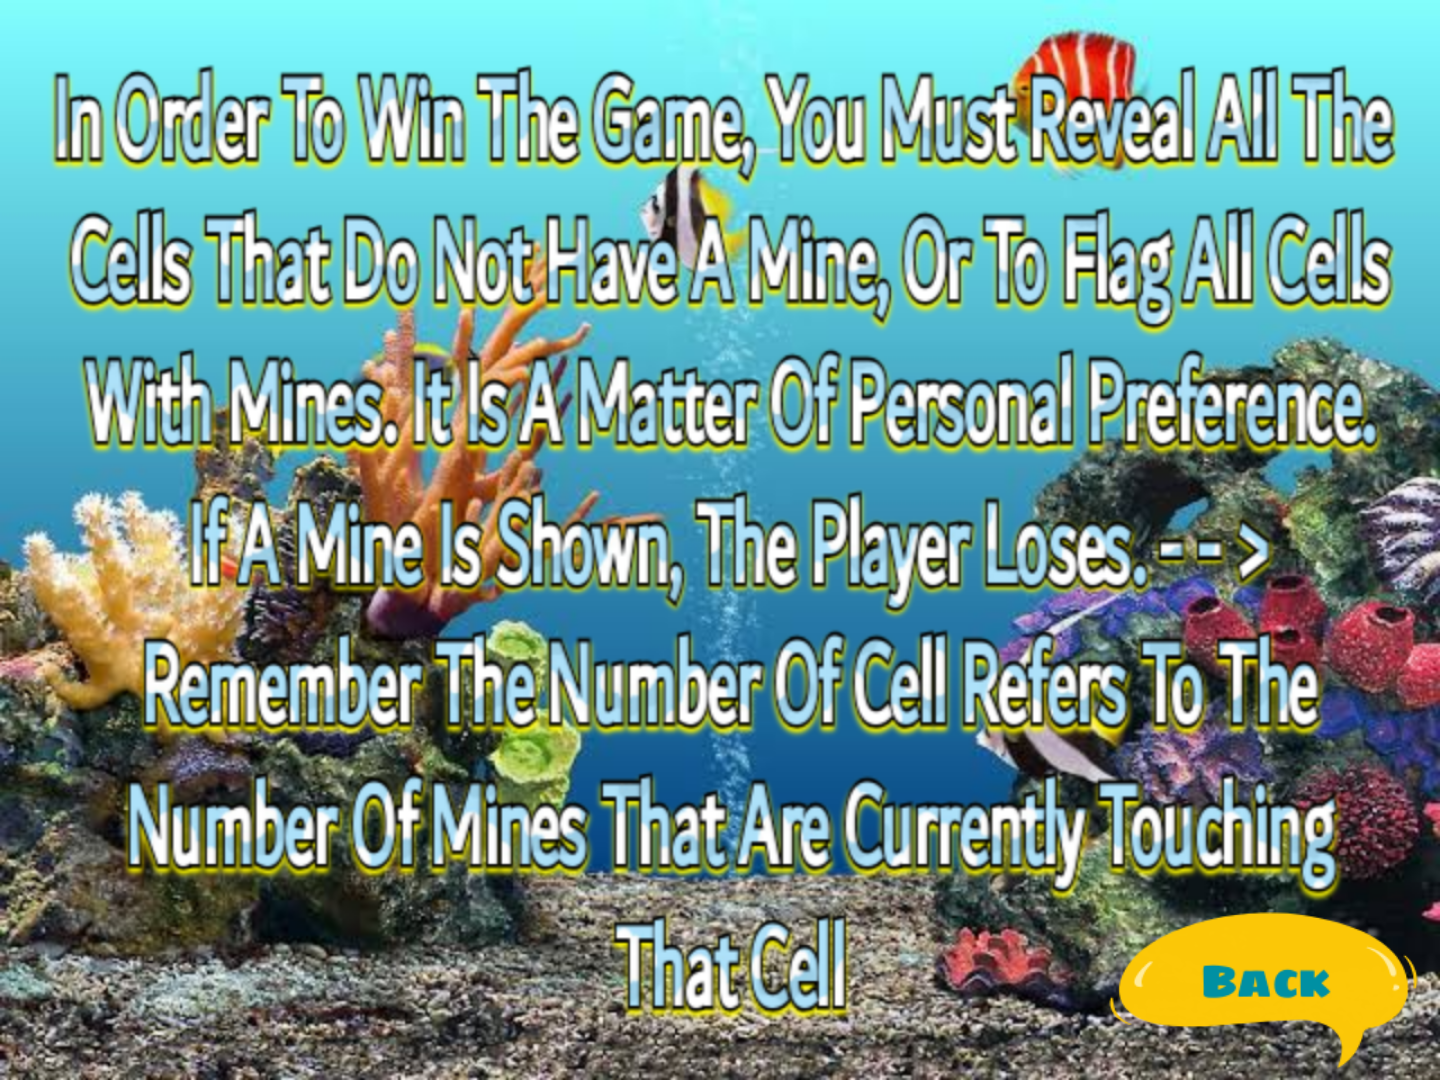 In Order To Win The Game, You Must Reveal All The
Cells That Do Not Have A Mine, Or To Flag All Cells
With Mines. It Is A Matter Of Personal Preference.
If A Mine Is Shown, The Player Loses. - - >
Remember The Number Of Cell Refers To The
Number Of Mines That Are Currently Touching
That Cell
Back